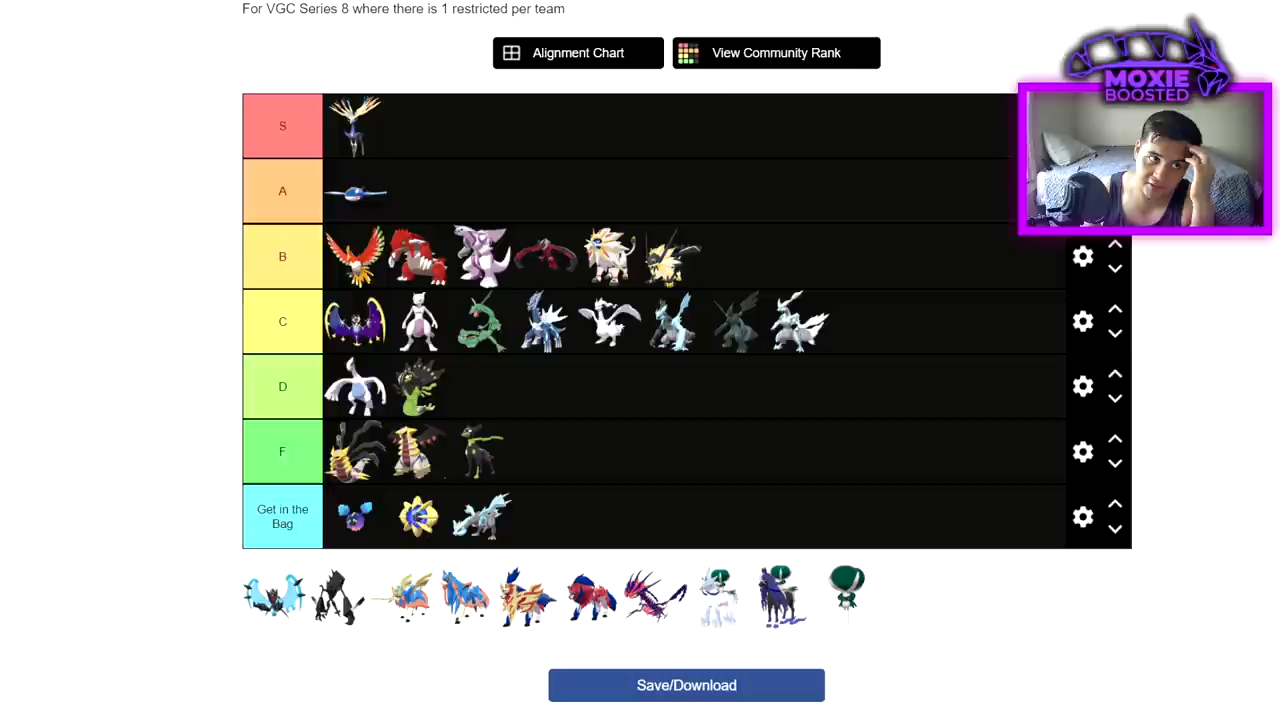 For VGC Series 8 where there is 1 restricted per team
Alignment Chart
View Community Rank
MOXIE
BOOSTED
S
A
B
C
D
F
Get in the
Bag
Save/Download